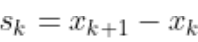 s_k = x_{k+1} − x_k